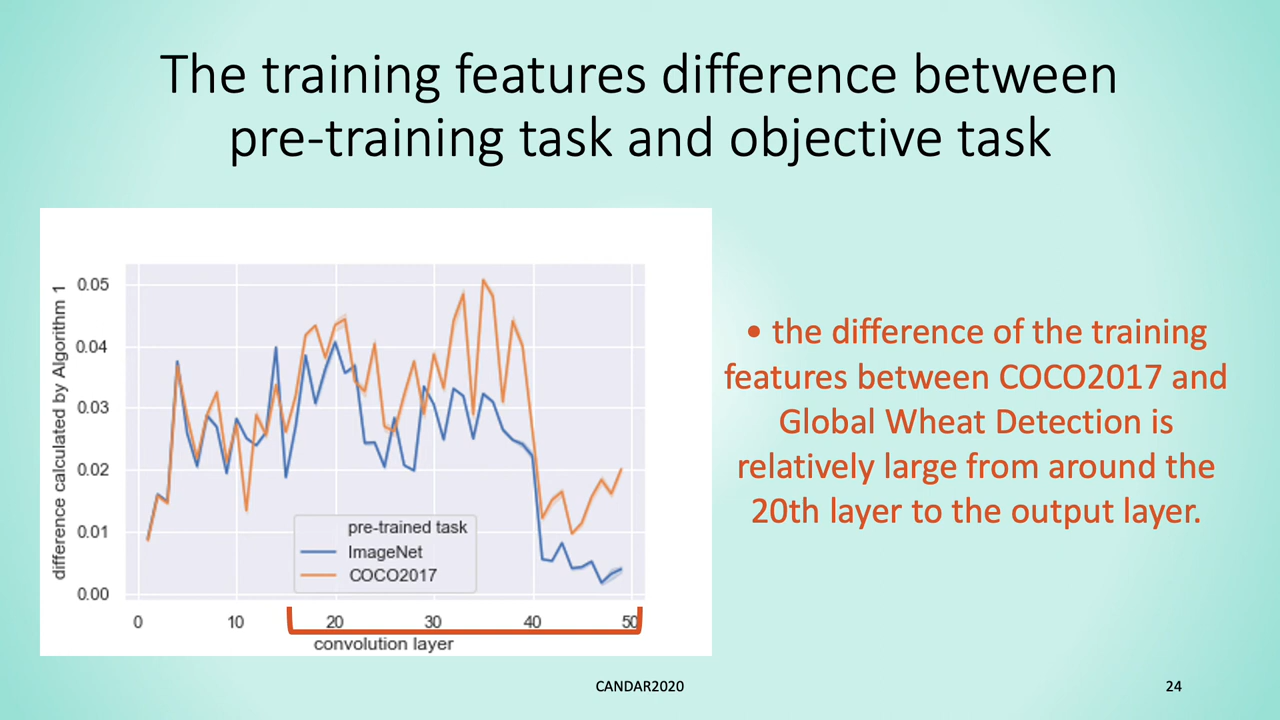 The training features difference between
pre-training task and objective task
difference calculated by Algorithm 1
0.05
0.04
0.03
0.02
0.01
0.00
pre-trained task
ImageNet
COCO2017
0 10 20 30 40 50
convolution layer
• the difference of the training
features between COCO2017 and
Global Wheat Detection is
relatively large from around the
20th layer to the output layer.
CANDAR2020
24